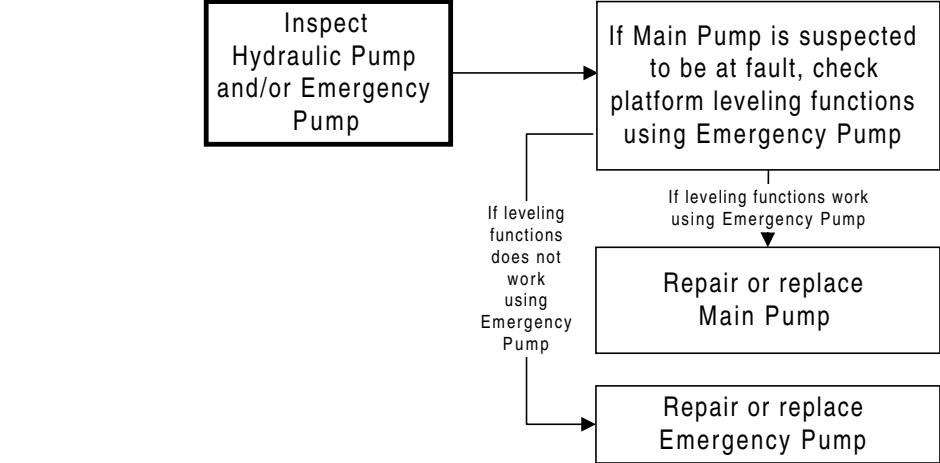 Inspect
Hydraulic Pump
and/or Emergency
Pump
If Main Pump is suspected
to be at fault, check
platform leveling functions
using Emergency Pump
If leveling functions work
using Emergency Pump
If leveling
functions
does not
work
using
Emergency
Pump
Repair or replace
Main Pump
Repair or replace
Emergency Pump